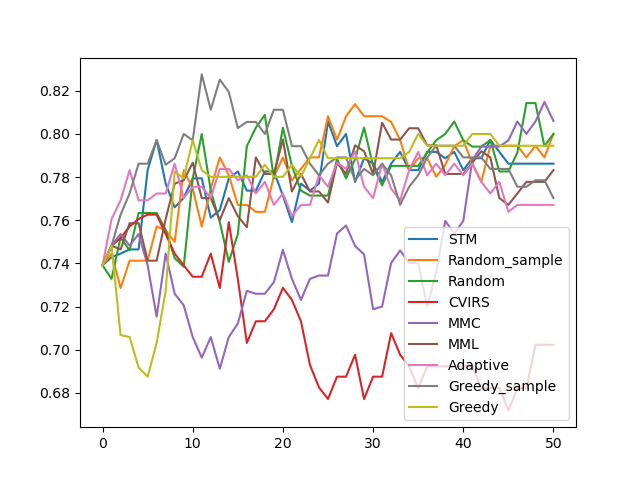 0.82
0.80
0.78
0.76
0.74
0.72
0.70
0.68
0
10
20
30
40
50
STM
Random_sample
Random
CVIRS
MMC
MML
Adaptive
Greedy_sample
Greedy